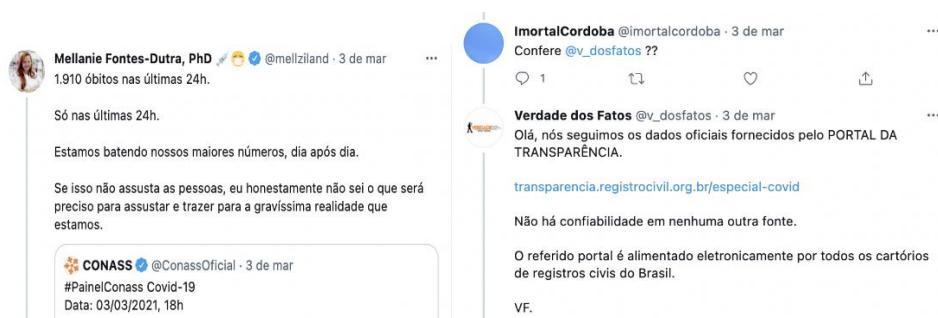 Mellanie Fontes-Dutra, PhD @mellziland · 3 de mar
1.910 óbitos nas últimas 24h.
Só nas últimas 24h.
Estamos batendo nossos maiores números, dia após dia.
Se isso não assusta as pessoas, eu honestamente não sei o que será
preciso para assustar e trazer para a gravíssima realidade que
estamos.
CONASS @ConassOficial · 3 de mar
#PainelConass Covid-19
Data: 03/03/2021, 18h
ImortalCordoba @imortalcordoba · 3 de mar
Confere @v_dosfatos ??
1
Verdade dos Fatos @v_dosfatos · 3 de mar
Olá, nós seguimos os dados oficiais fornecidos pelo PORTAL DA
TRANSPARÊNCIA.
transparencia.registrocivil.org.br/especial-covid
Não há confiabilidade em nenhuma outra fonte.
O referido portal é alimentado eletronicamente por todos os cartórios
de registros civis do Brasil.
VF.